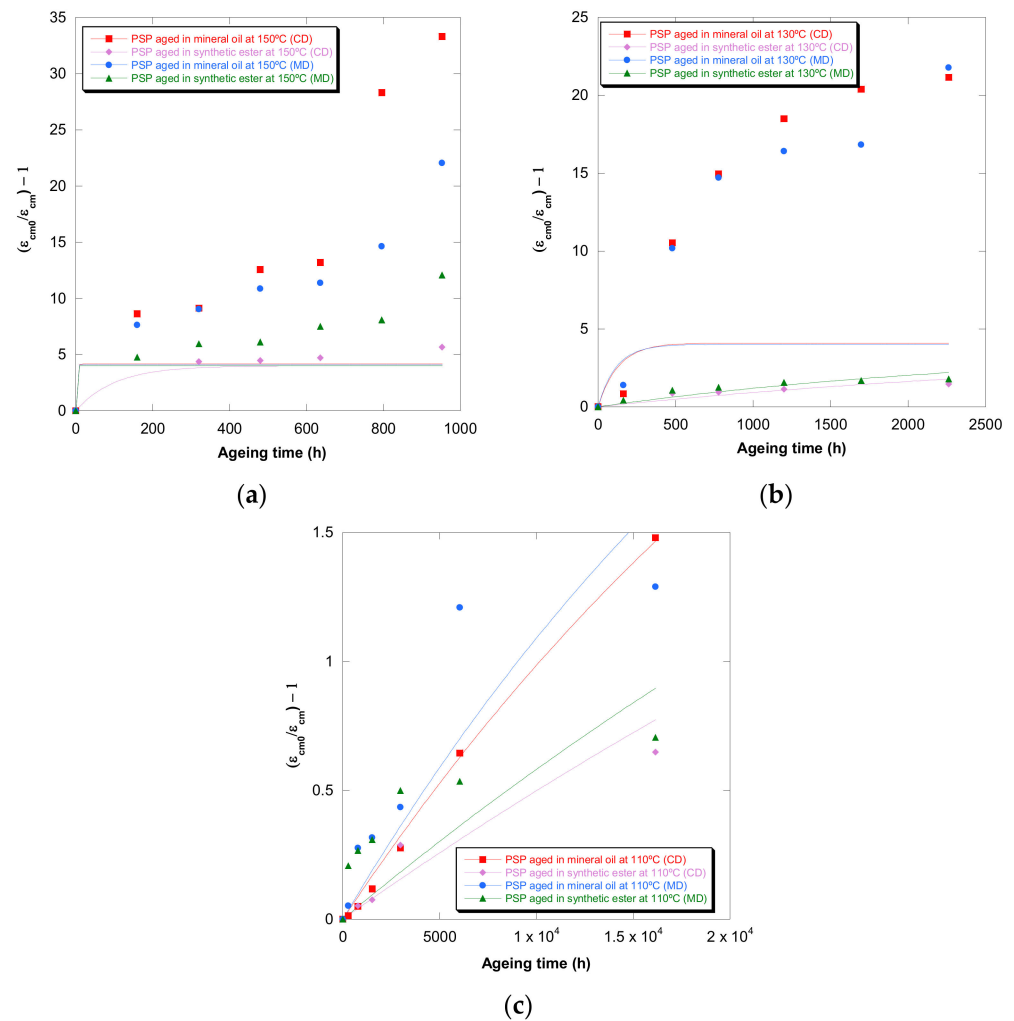 35
30
25
20
15
10
5
0
0
200
400
600
800
1000
(ε_cm0/ε_cm) − 1
Ageing time (h)
PSP aged in mineral oil at 150ºC (CD)
PSP aged in synthetic ester at 150ºC (CD)
PSP aged in mineral oil at 150ºC (MD)
PSP aged in synthetic ester at 150ºC (MD)
(a)
25
20
15
10
5
0
0
500
1000
1500
2000
2500
(ε_cm0/ε_cm) − 1
Ageing time (h)
PSP aged in mineral oil at 130ºC (CD)
PSP aged in synthetic ester at 130ºC (CD)
PSP aged in mineral oil at 130ºC (MD)
PSP aged in synthetic ester at 130ºC (MD)
(b)
1.5
1
0.5
0
0
5000
1 x 10⁴
1.5 x 10⁴
2 x 10⁴
(ε_cm0/ε_cm) − 1
Ageing time (h)
PSP aged in mineral oil at 110ºC (CD)
PSP aged in synthetic ester at 110ºC (CD)
PSP aged in mineral oil at 110ºC (MD)
PSP aged in synthetic ester at 110ºC (MD)
(c)